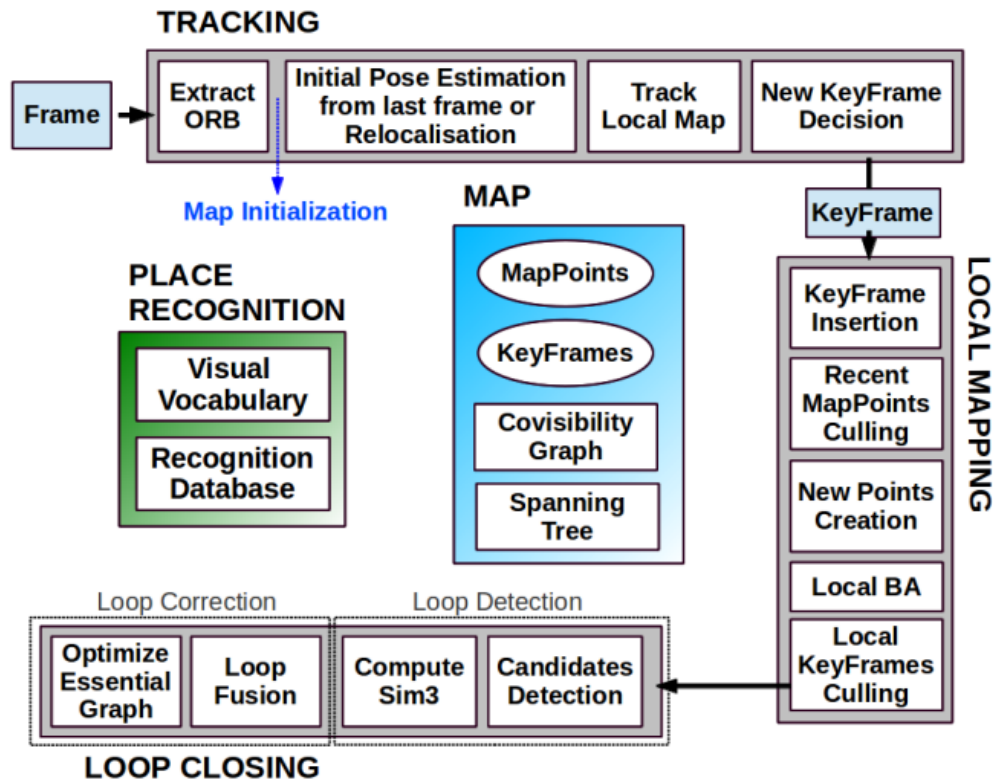 TRACKING
Frame
Extract
ORB
Initial Pose Estimation
from last frame or
Relocalisation
Track
Local Map
New KeyFrame
Decision
Map Initialization
MAP
KeyFrame
PLACE
RECOGNITION
Visual
Vocabulary
Recognition
Database
MapPoints
KeyFrames
Covisibility
Graph
Spanning
Tree
LOCAL MAPPING
KeyFrame
Insertion
Recent
MapPoints
Culling
New Points
Creation
Local BA
Local
KeyFrames
Culling
Loop Correction
Loop Detection
Optimize
Essential
Graph
Loop
Fusion
Compute
Sim3
Candidates
Detection
LOOP CLOSING